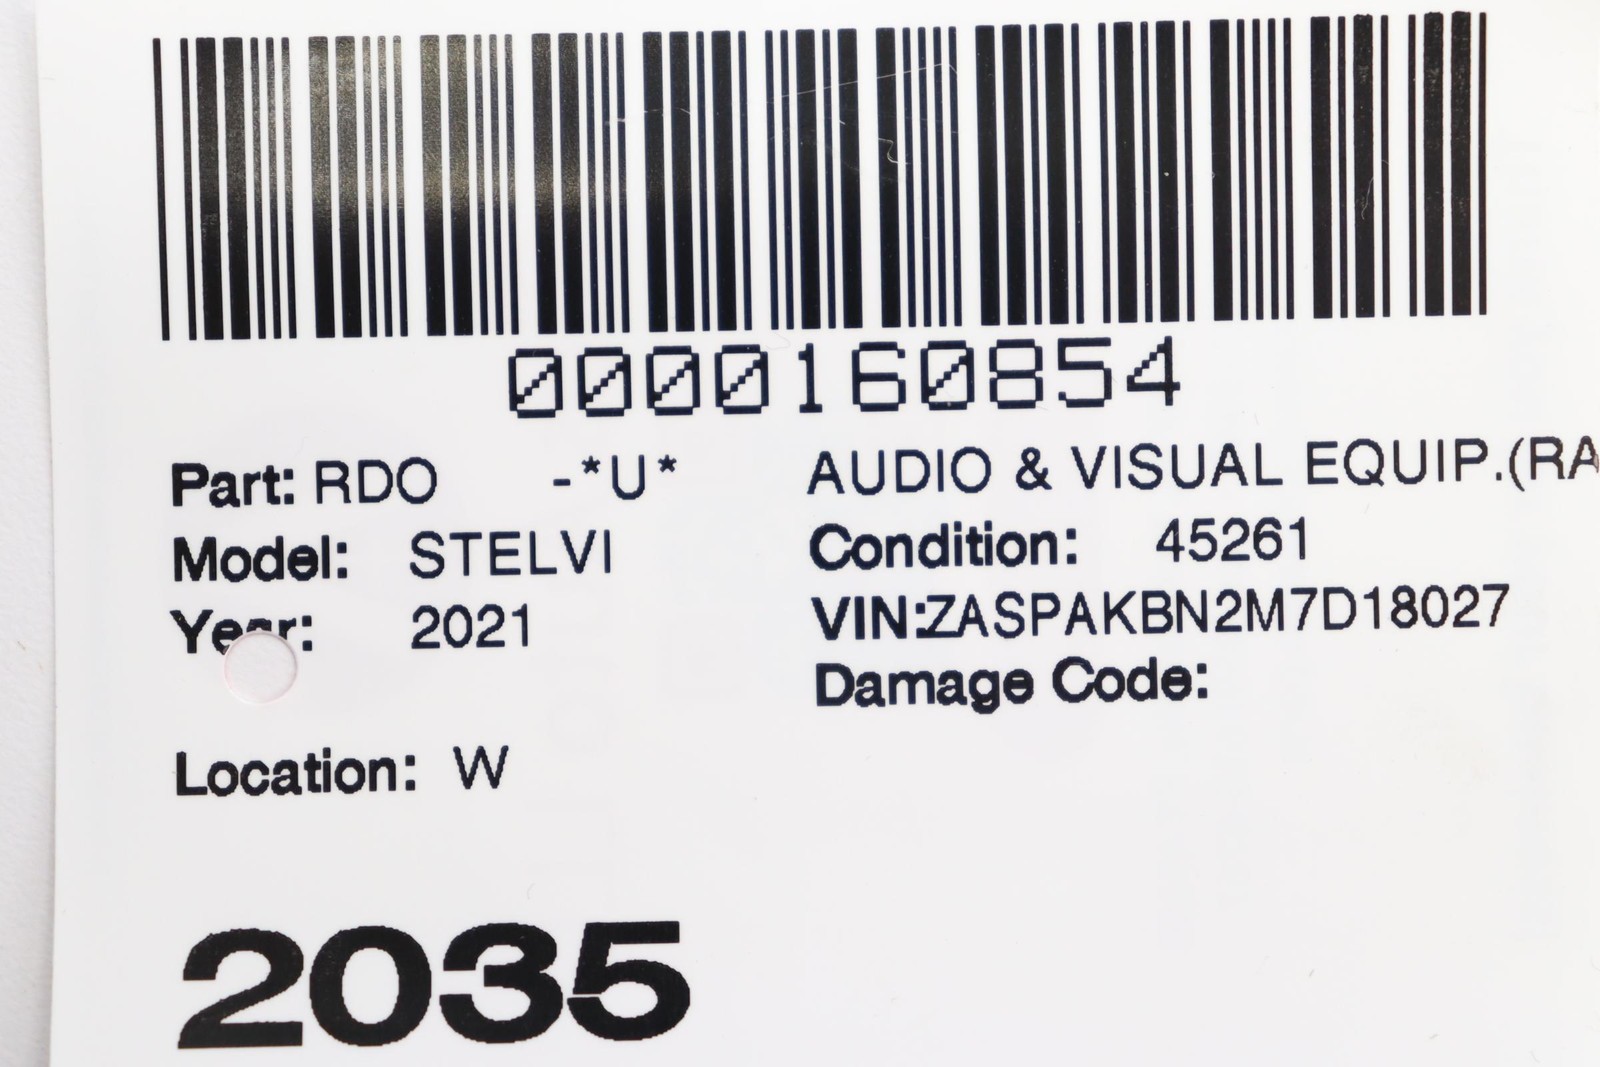 0000160854
Part: RDO -*U* AUDIO & VISUAL EQUIP.(RA
Model: STELVI Condition: 45261
Year: 2021 VIN:ZASPAKBN2M7D18027
Damage Code:
Location: W
2035